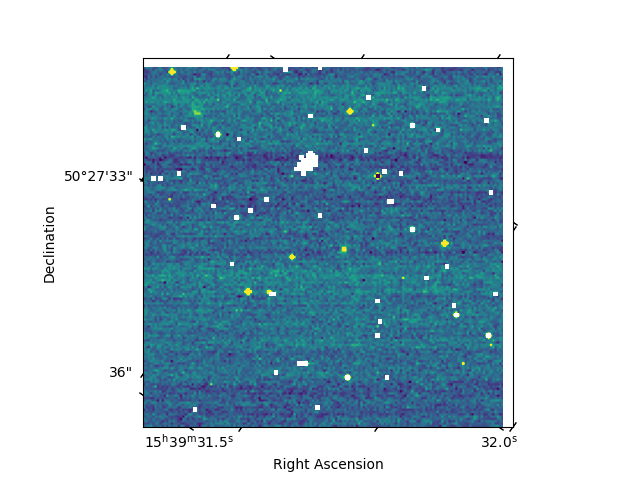 50°27'33"
Declination
36"
15ʰ39ᵐ31.5ˢ
32.0ˢ
Right Ascension